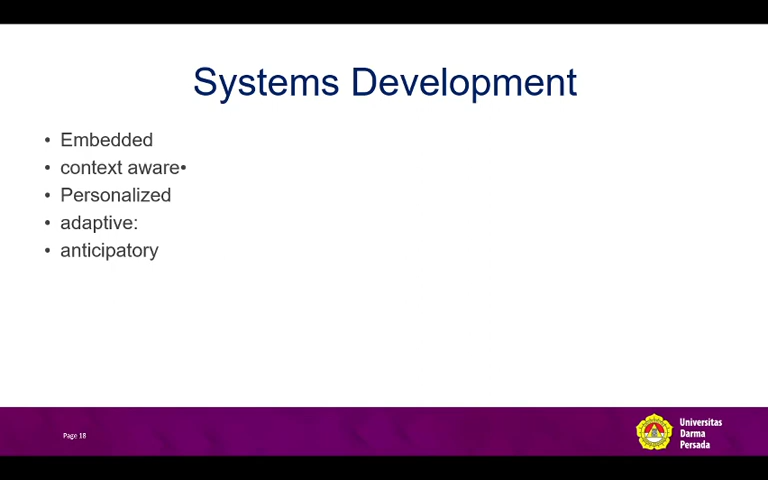 Systems Development
• Embedded
• context aware•
• Personalized
• adaptive:
• anticipatory
Page 18
Universitas
Darma
Persada